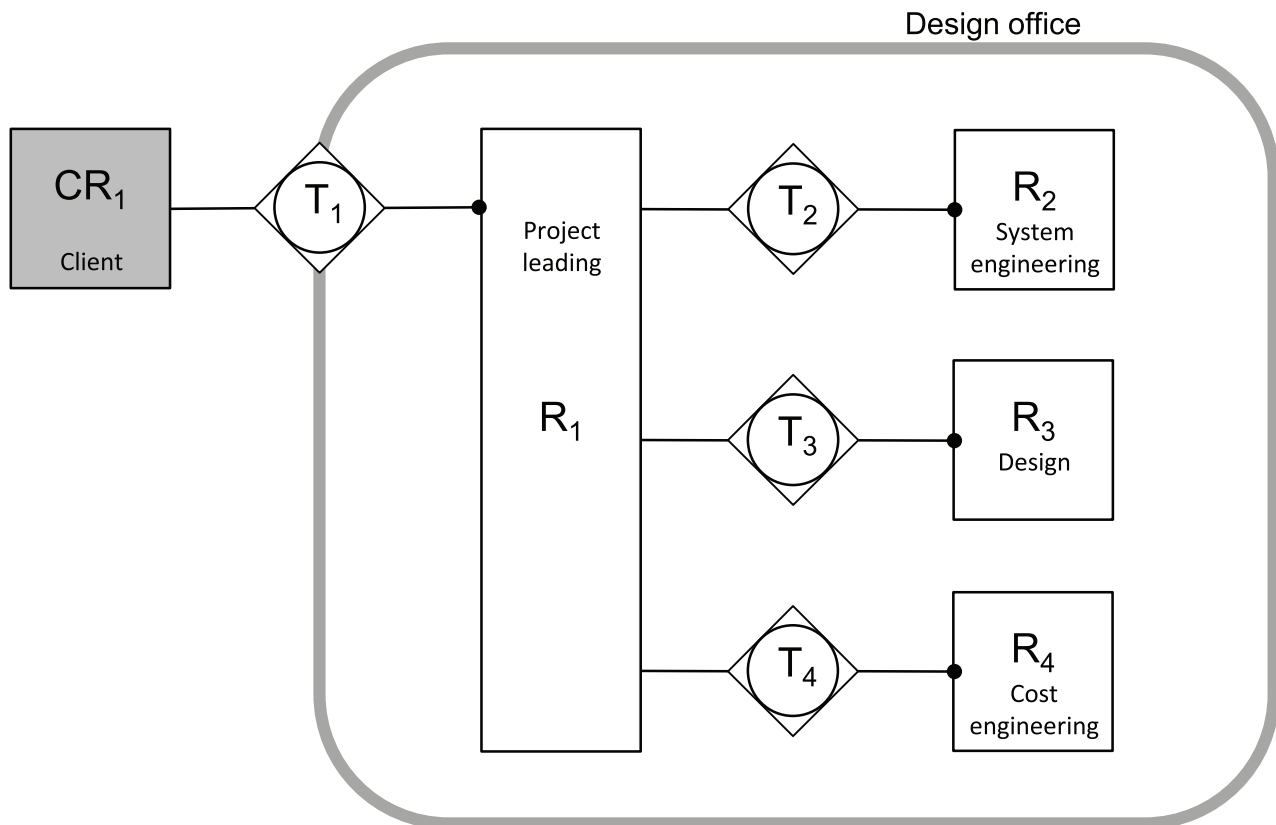 Design office
CR₁
Client
T₁
Project
leading
R₁
T₂
R₂
System
engineering
T₃
R₃
Design
T₄
R₄
Cost
engineering